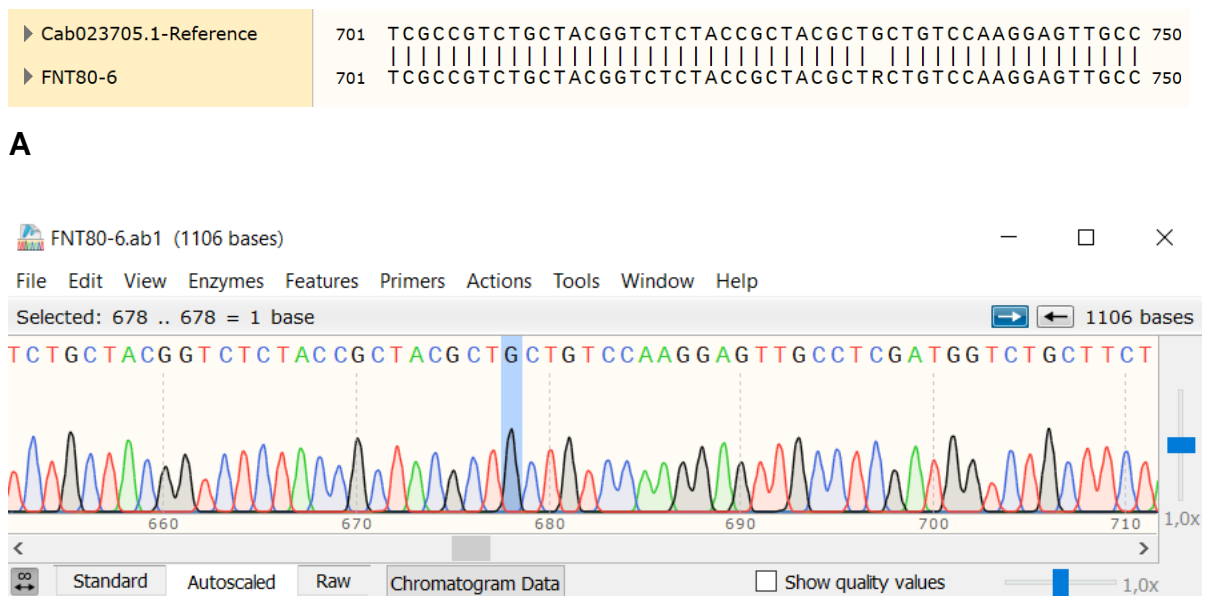 Cab023705.1-Reference 701 TCGCCGTCTGCTACGGTCTCTACCGCTACGCTGCTGTCCAAGGAGTTGCC 750
FNT80-6 701 TCGCCGTCTGCTACGGTCTCTACCGCTACGCTRCTGTCCAAGGAGTTGCC 750
A
FNT80-6.ab1 (1106 bases)
File Edit View Enzymes Features Primers Actions Tools Window Help
Selected: 678 .. 678 = 1 base 1106 bases
TCTGCTACGGTCTCTACCGCTACGCTGCTGTCCAAGGAGTTGCCTCGATGGTCTGCTTCT
660 670 680 690 700 710
1,0x
Standard Autoscaled Raw Chromatogram Data Show quality values 1,0x